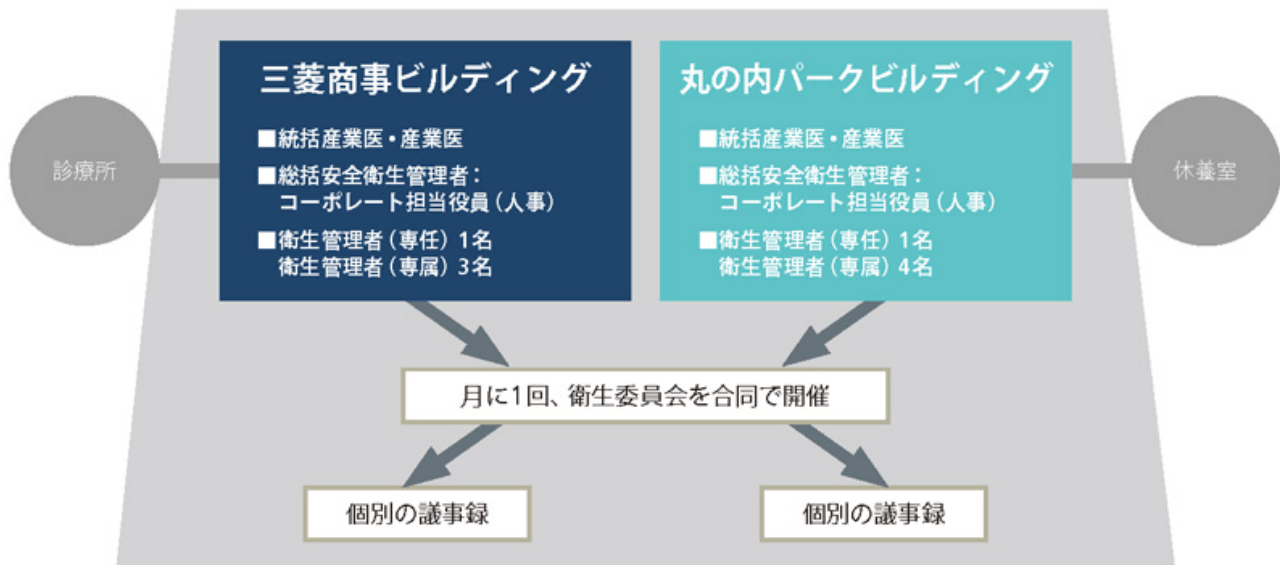 三菱商事ビルディング
■統括産業医・産業医
■総括安全衛生管理者：
コーポレート担当役員（人事）
■衛生管理者（専任）1名
衛生管理者（専属）3名
丸の内パークビルディング
■統括産業医・産業医
■総括安全衛生管理者：
コーポレート担当役員（人事）
■衛生管理者（専任）1名
衛生管理者（専属）4名
診療所
休養室
月に1回、衛生委員会を合同で開催
個別の議事録
個別の議事録